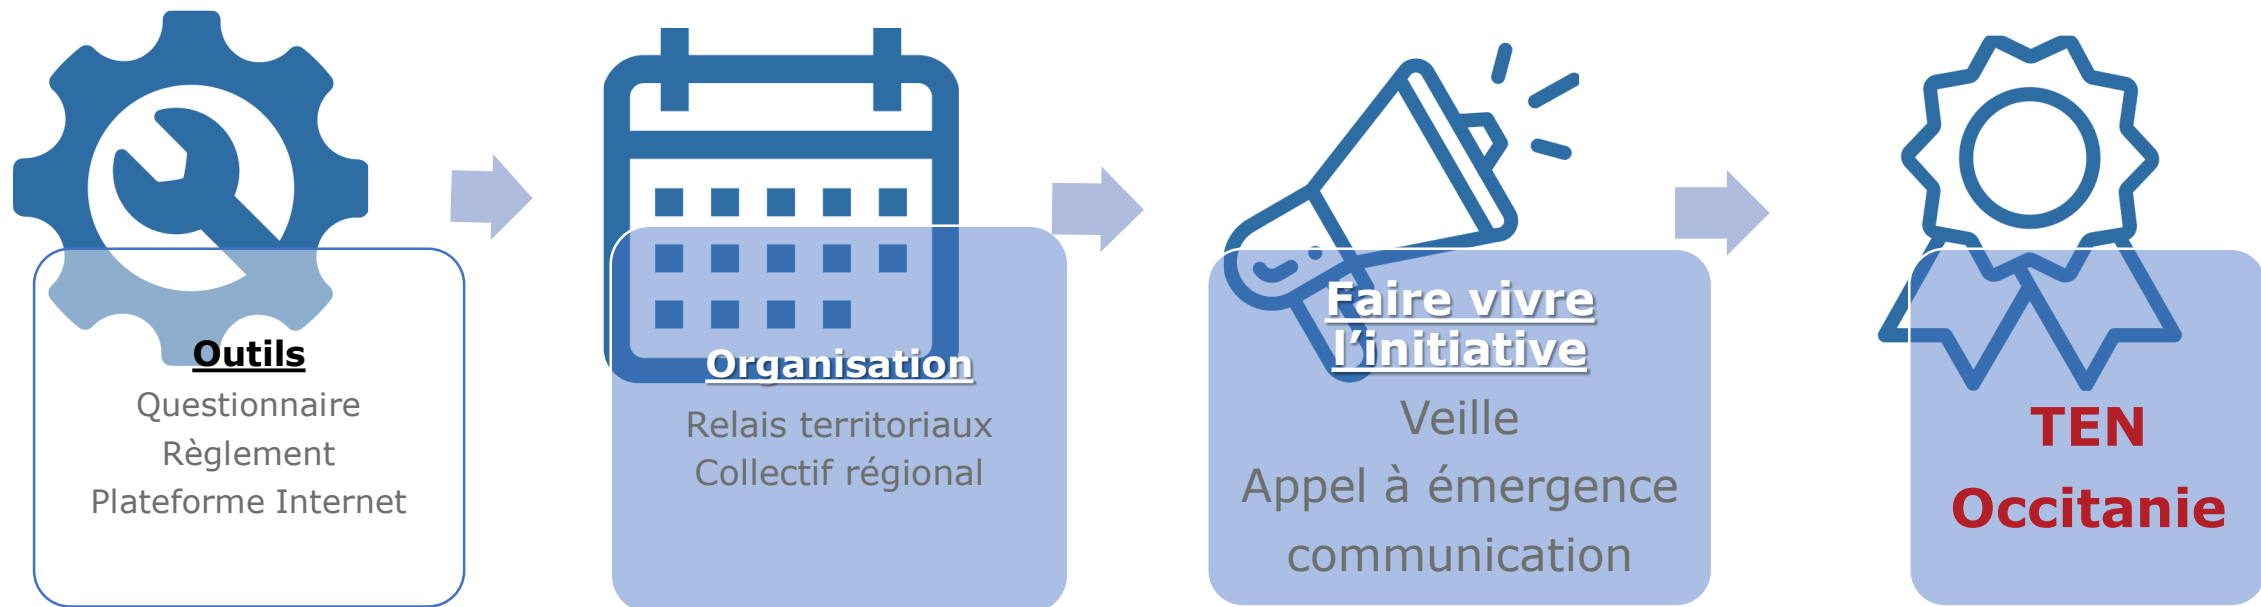 Outils
Questionnaire
Règlement
Plateforme Internet
Organisation
Relais territoriaux
Collectif régional
Faire vivre
l’initiative
Veille
Appel à émergence
communication
TEN
Occitanie